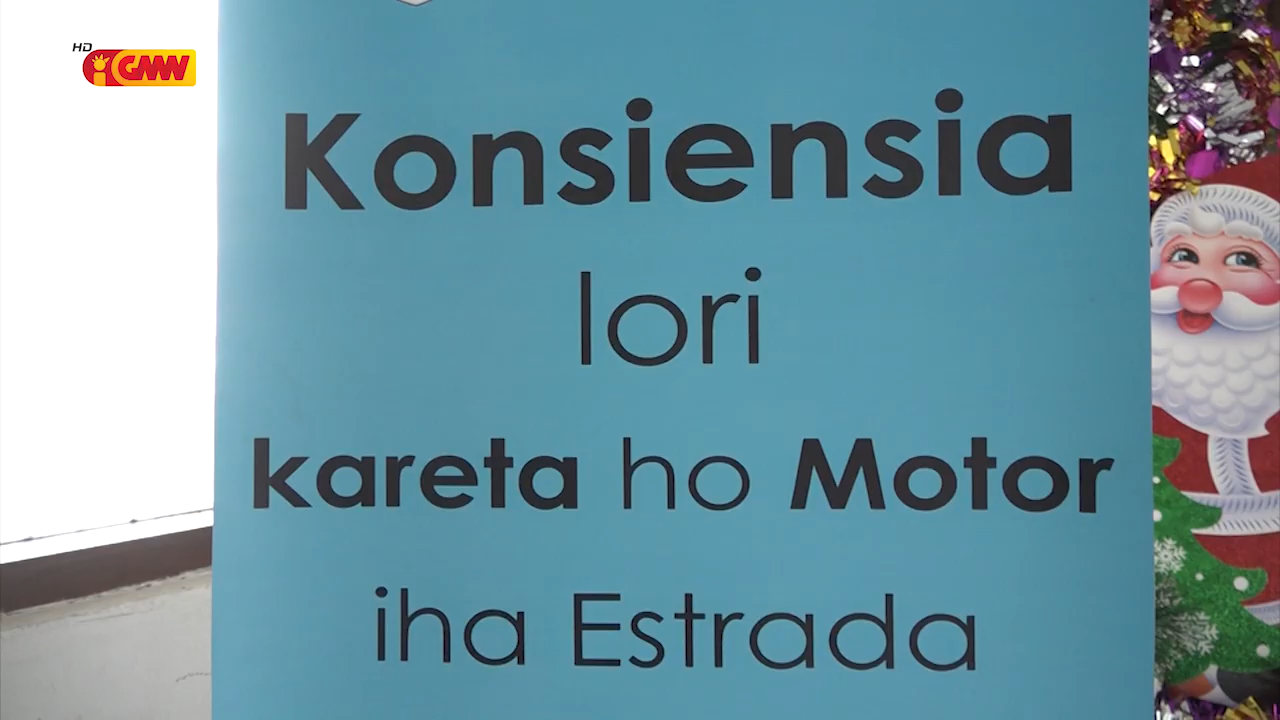 HD
GMN
Konsiensia
lori
kareta ho Motor
iha Estrada